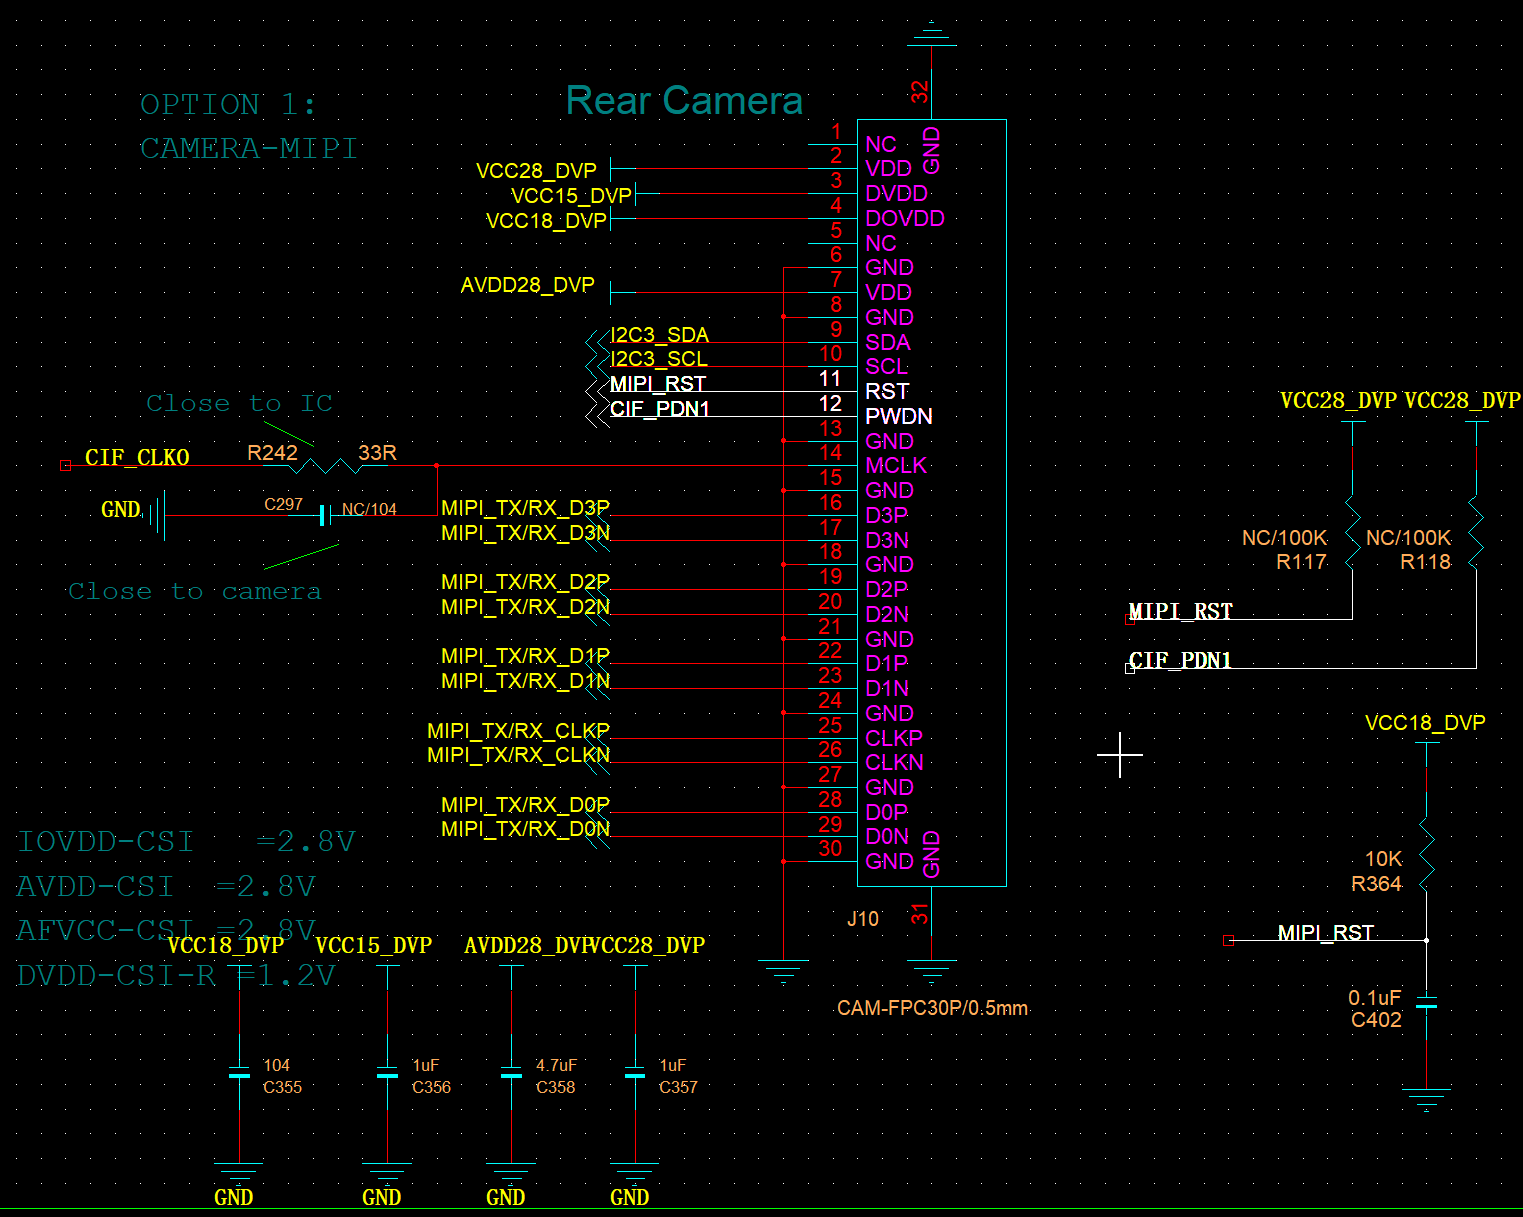 OPTION 1:
CAMERA-MIPI
Rear Camera
32
GND
1 NC
VCC28_DVP 2 VDD
VCC15_DVP 3 DVDD
VCC18_DVP 4 DOVDD
5 NC
6 GND
AVDD28_DVP 7 VDD
8 GND
I2C3_SDA 9 SDA
I2C3_SCL 10 SCL
MIPI_RST 11 RST
CIF_PDN1 12 PWDN
13 GND
14 MCLK
15 GND
MIPI_TX/RX_D3P 16 D3P
MIPI_TX/RX_D3N 17 D3N
18 GND
MIPI_TX/RX_D2P 19 D2P
MIPI_TX/RX_D2N 20 D2N
21 GND
MIPI_TX/RX_D1P 22 D1P
MIPI_TX/RX_D1N 23 D1N
24 GND
MIPI_TX/RX_CLKP 25 CLKP
MIPI_TX/RX_CLKN 26 CLKN
27 GND
MIPI_TX/RX_D0P 28 D0P
MIPI_TX/RX_D0N 29 D0N
30 GND
GND
31
J10
CAM-FPC30P/0.5mm
Close to IC
CIF_CLKO R242 33R
GND C297 NC/104
Close to camera
VCC28_DVP VCC28_DVP
NC/100K NC/100K
R117 R118
MIPI_RST
CIF_PDN1
VCC18_DVP
10K
R364
MIPI_RST
0.1uF
C402
IOVDD-CSI =2.8V
AVDD-CSI =2.8V
AFVCC-CSI =2.8V
DVDD-CSI-R =1.2V
VCC18_DVP VCC15_DVP AVDD28_DVP VCC28_DVP
104 1uF 4.7uF 1uF
C355 C356 C358 C357
GND GND GND GND